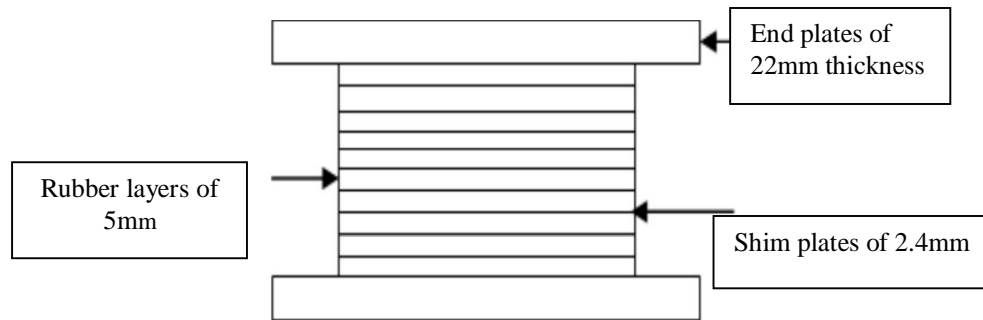 End plates of
22mm thickness
Rubber layers of
5mm
Shim plates of 2.4mm